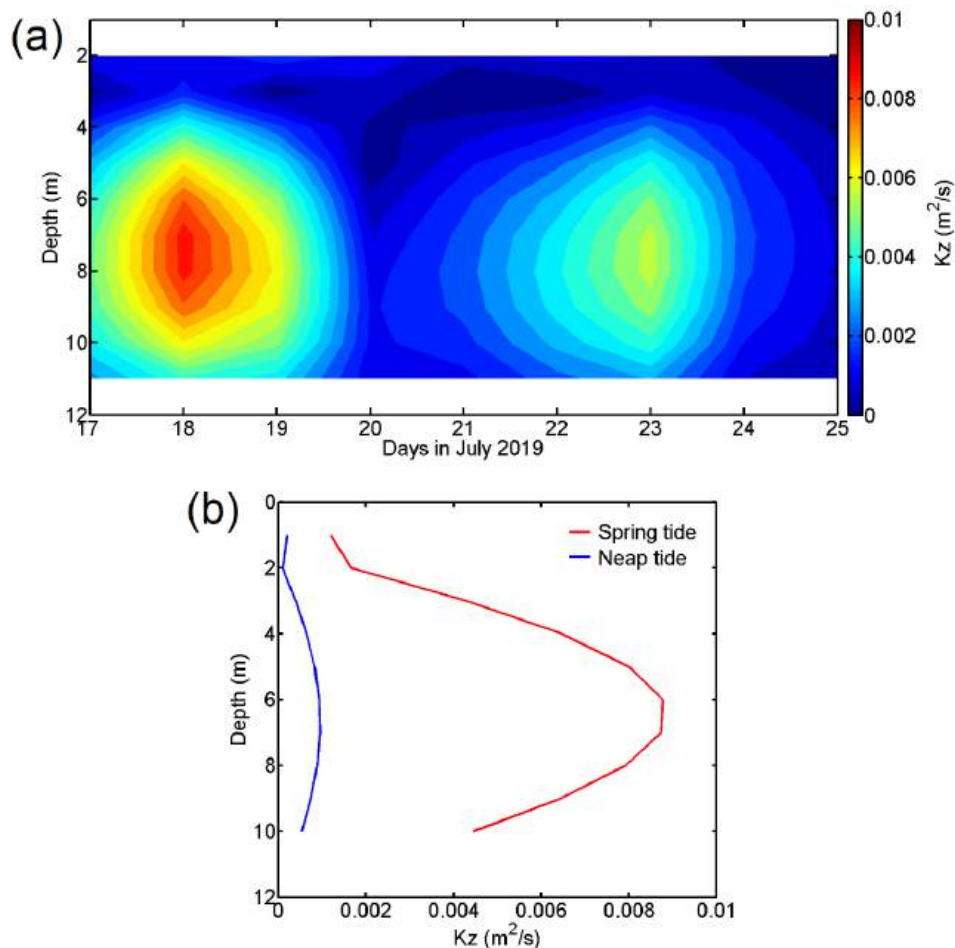 (a)
2
4
6
8
10
12
Depth (m)
17 18 19 20 21 22 23 24 25
Days in July 2019
0.01
0.008
0.006
0.004
0.002
0
Kz (m²/s)
(b)
0
2
4
6
8
10
12
Depth (m)
Spring tide
Neap tide
0 0.002 0.004 0.006 0.008 0.01
Kz (m²/s)